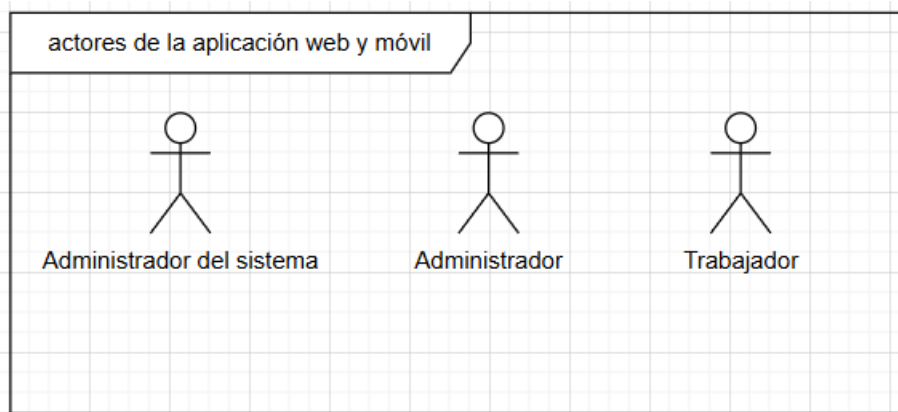 actores de la aplicación web y móvil
Administrador del sistema
Administrador
Trabajador